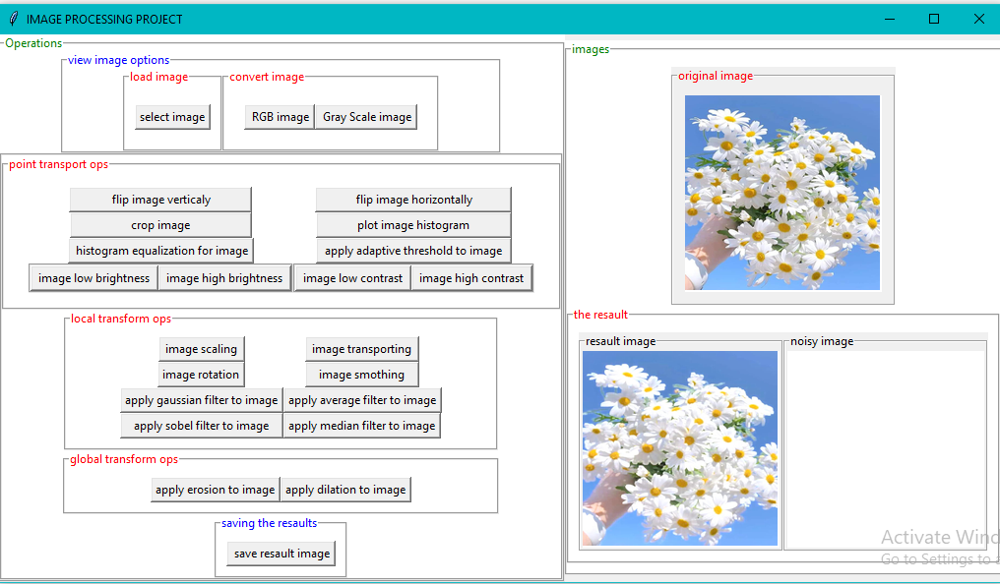 IMAGE PROCESSING PROJECT
Operations
view image options
load image
convert image
select image
RGB image
Gray Scale image
point transport ops
flip image verticaly
flip image horizontally
crop image
plot image histogram
histogram equalization for image
apply adaptive threshold to image
image low brightness
image high brightness
image low contrast
image high contrast
local transform ops
image scaling
image transporting
image rotation
image smothing
apply gaussian filter to image
apply average filter to image
apply sobel filter to image
apply median filter to image
global transform ops
apply erosion to image
apply dilation to image
saving the resaults
save resault image
images
original image
the resault
resault image
noisy image
Activate Wind
Go to Settings to a